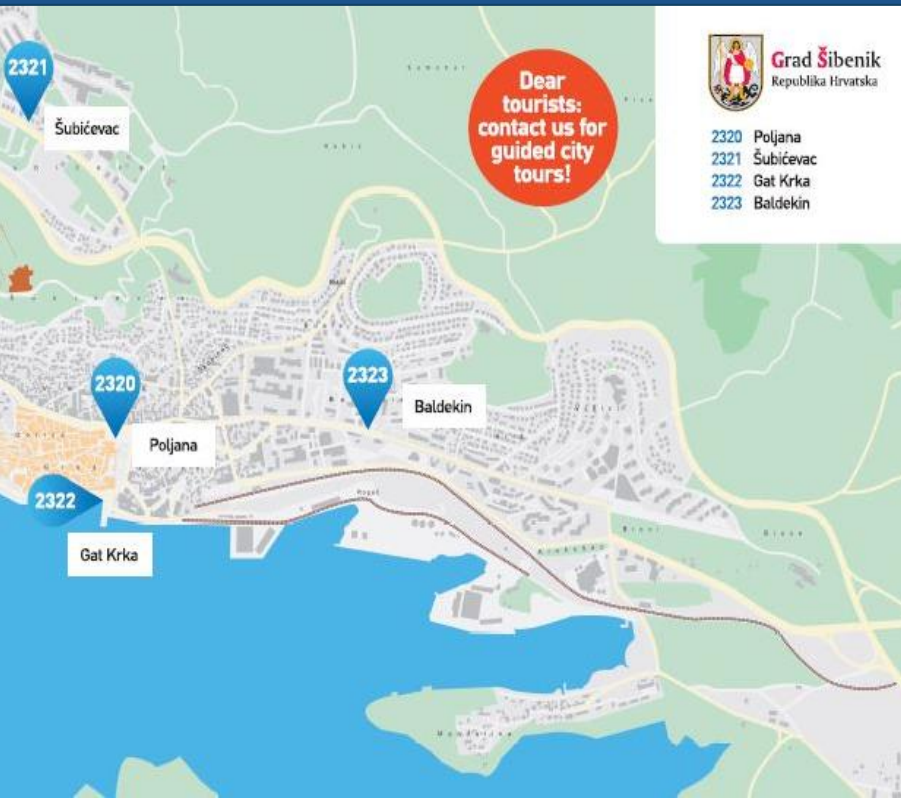 2321
Šubićevac
Dear
tourists:
contact us for
guided city
tours!
Grad Šibenik
Republika Hrvatska
2320 Poljana
2321 Šubićevac
2322 Gat Krka
2323 Baldekin
2320
Poljana
2323
Baldekin
2322
Gat Krka